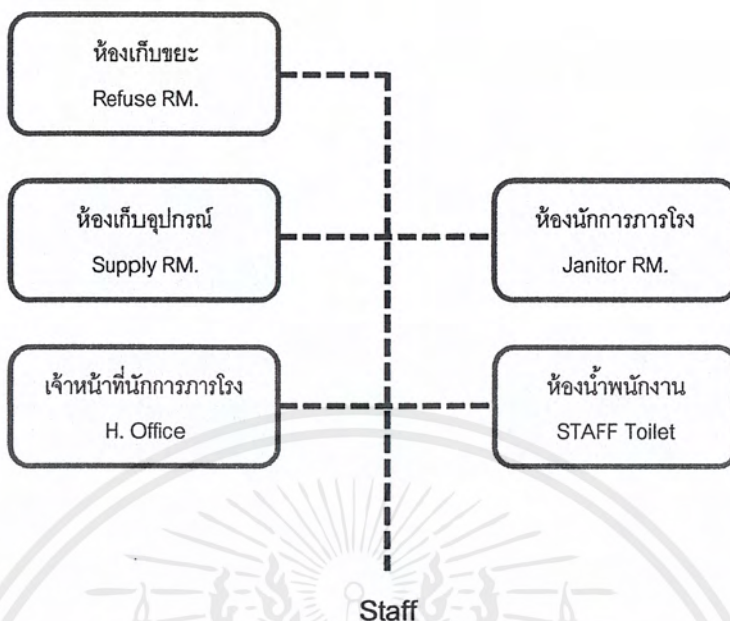 ห้องเก็บขยะ
Refuse RM.
ห้องเก็บอุปกรณ์
Supply RM.
ห้องนักการภารโรง
Janitor RM.
เจ้าหน้าที่นักการภารโรง
H. Office
ห้องน้ำพนักงาน
STAFF Toilet
Staff